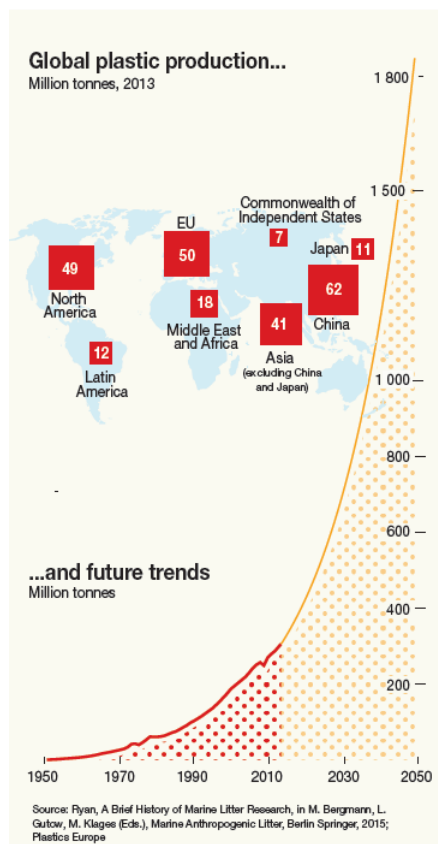 Global plastic production...
Million tonnes, 2013
1 800
1 500
Commonwealth of
Independent States
7
EU
50
Japan
11
49
North
America
18
Middle East
and Africa
62
China
41
Asia
(excluding China
and Japan)
12
Latin
America
1 000
800
600
...and future trends
Million tonnes
400
200
1950
1970
1990
2010
2030
2050
Source: Ryan, A Brief History of Marine Litter Research, in M. Bergmann, L.
Gutow, M. Klages (Eds.), Marine Anthropogenic Litter, Berlin Springer, 2015;
Plastics Europe